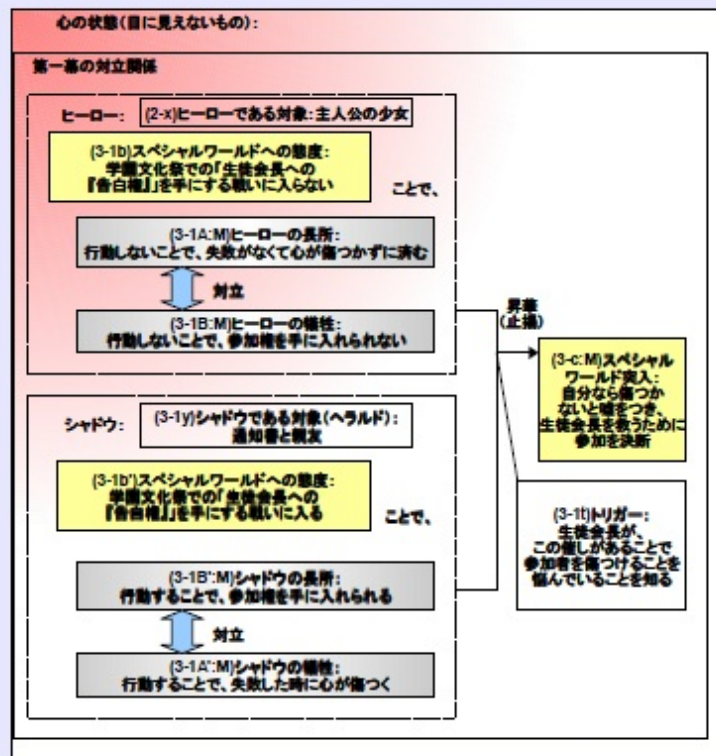 心の状態(目に見えないもの):
第一幕の対立関係
ヒーロー:
(2-x)ヒーローである対象:主人公の少女
(3-1b)スペシャルワールドへの態度:
学園文化祭での「生徒会長への
『告白権』」を手にする戦いに入らない
ことで、
(3-1A:M)ヒーローの長所:
行動しないことで、失敗がなくて心が傷つかずに済む
対立
(3-1B:M)ヒーローの犠牲:
行動しないことで、参加権を手に入れられない
シャドウ:
(3-1y)シャドウである対象(ヘラルド):
通知書と親友
(3-1b')スペシャルワールドへの態度:
学園文化祭での「生徒会長への
『告白権』」を手にする戦いに入る
ことで、
(3-1B':M)シャドウの長所:
行動することで、参加権を手に入れられる
対立
(3-1A':M)シャドウの犠牲:
行動することで、失敗した時に心が傷つく
昇華
(止揚)
(3-c:M)スペシャル
ワールド突入:
自分なら傷つか
ないと嘘をつき、
生徒会長を救うために
参加を決断
(3-1t)トリガー:
生徒会長が、
この催しがあることで
参加者を傷つけることを
悩んでいることを知る